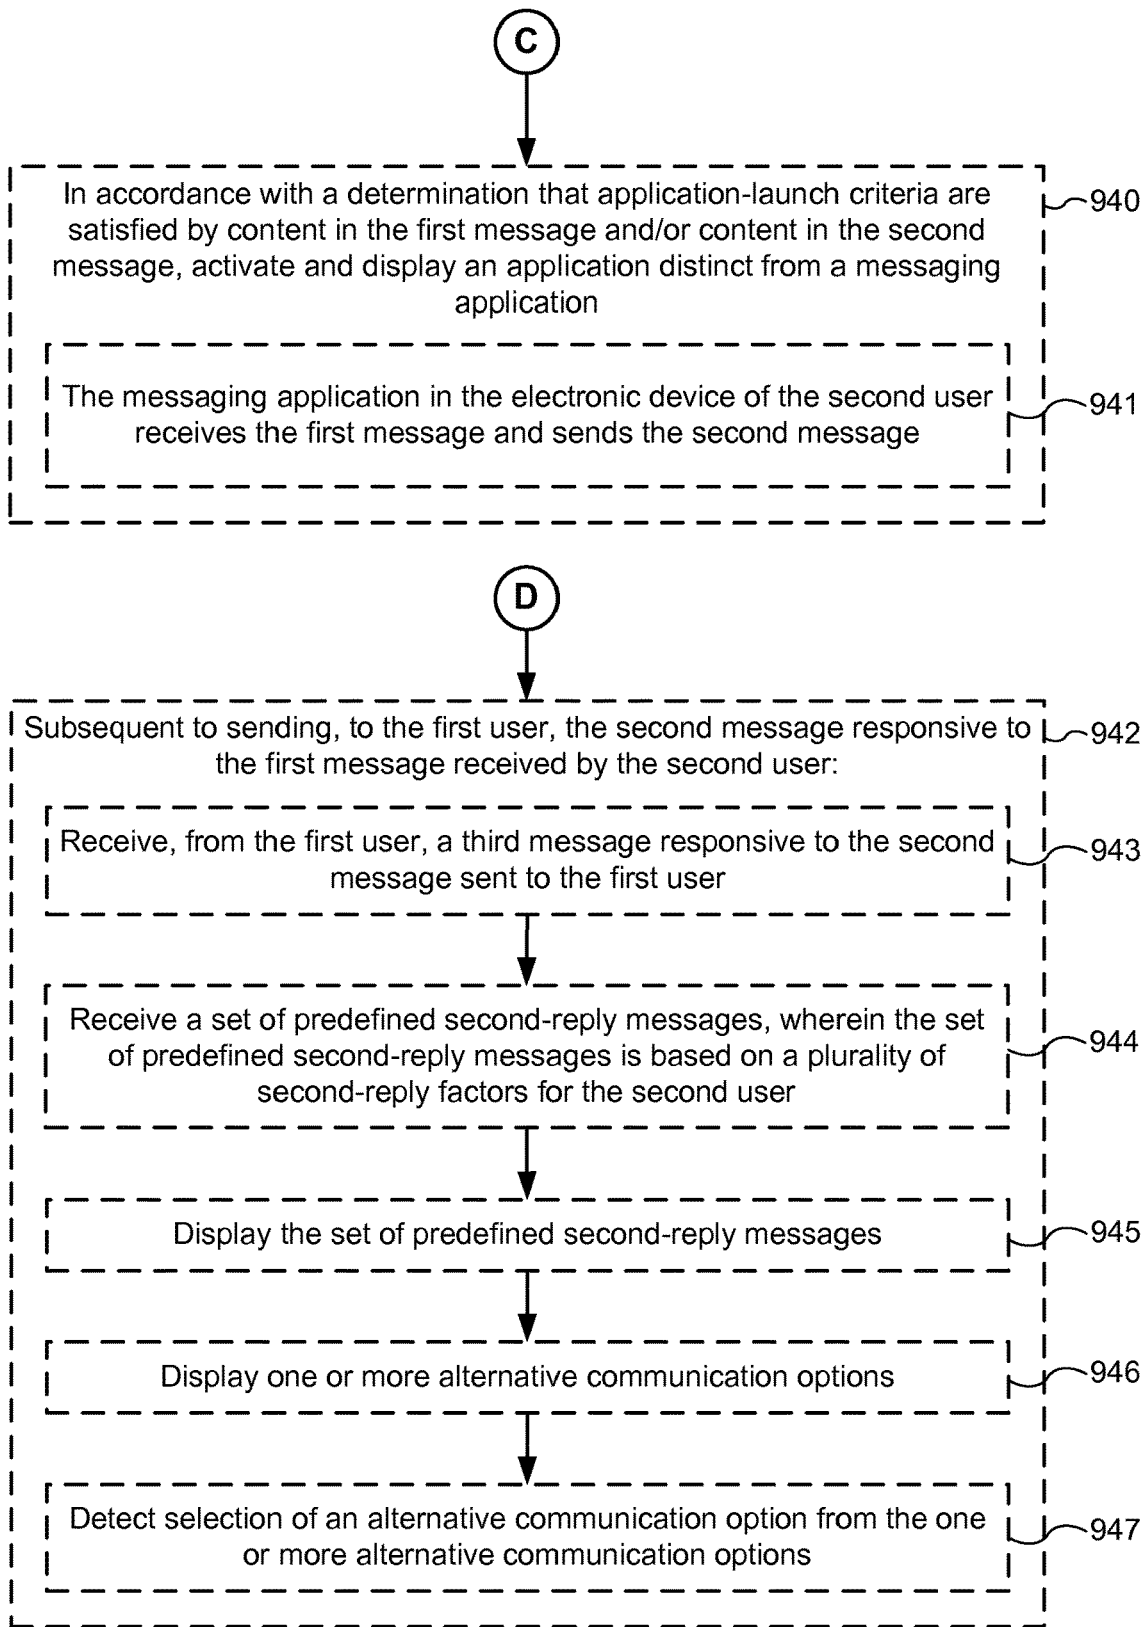 C
In accordance with a determination that application-launch criteria are
satisfied by content in the first message and/or content in the second
message, activate and display an application distinct from a messaging
application
940
The messaging application in the electronic device of the second user
receives the first message and sends the second message
941
D
Subsequent to sending, to the first user, the second message responsive to
the first message received by the second user:
942
Receive, from the first user, a third message responsive to the second
message sent to the first user
943
Receive a set of predefined second-reply messages, wherein the set
of predefined second-reply messages is based on a plurality of
second-reply factors for the second user
944
Display the set of predefined second-reply messages
945
Display one or more alternative communication options
946
Detect selection of an alternative communication option from the one
or more alternative communication options
947